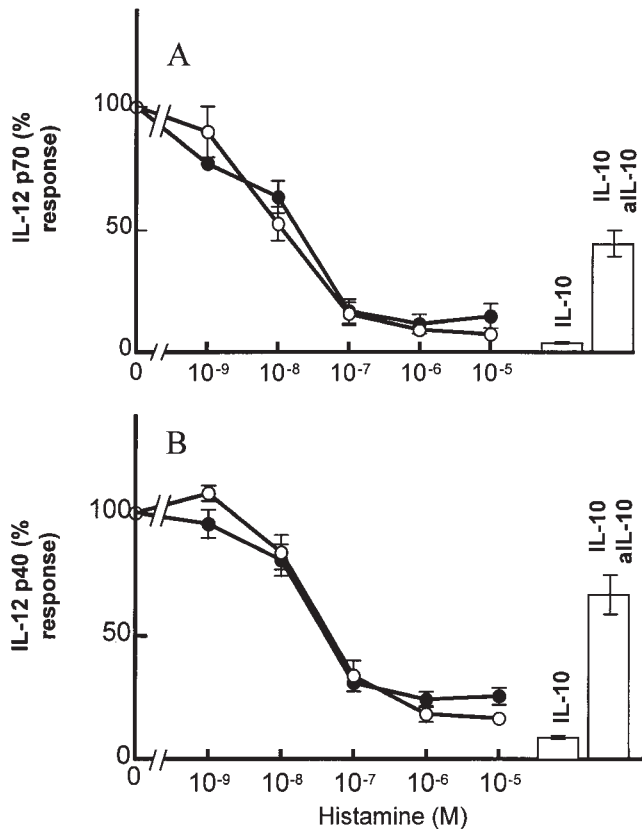 A
IL-12 p70 (%
response)
100
50
0
IL-10
IL-10
aIL-10
0 10⁻⁹ 10⁻⁸ 10⁻⁷ 10⁻⁶ 10⁻⁵
B
IL-12 p40 (%
response)
100
50
0
IL-10
IL-10
aIL-10
0 10⁻⁹ 10⁻⁸ 10⁻⁷ 10⁻⁶ 10⁻⁵
Histamine (M)